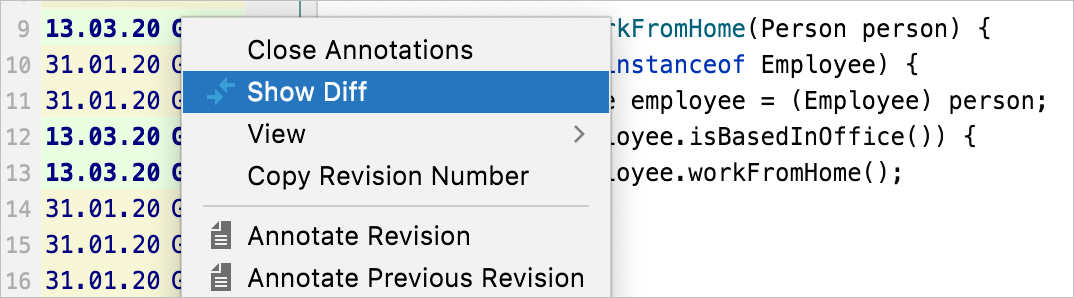 9 13.03.20 G
10 31.01.20 G
11 31.01.20 G
12 13.03.20 G
13 13.03.20 G
14 31.01.20 G
15 31.01.20 G
16 31.01.20 G
Close Annotations
Show Diff
View
Copy Revision Number
Annotate Revision
Annotate Previous Revision
rkFromHome(Person person) {
instanceof Employee) {
e employee = (Employee) person;
loyee.isBasedInOffice()) {
loyee.workFromHome();